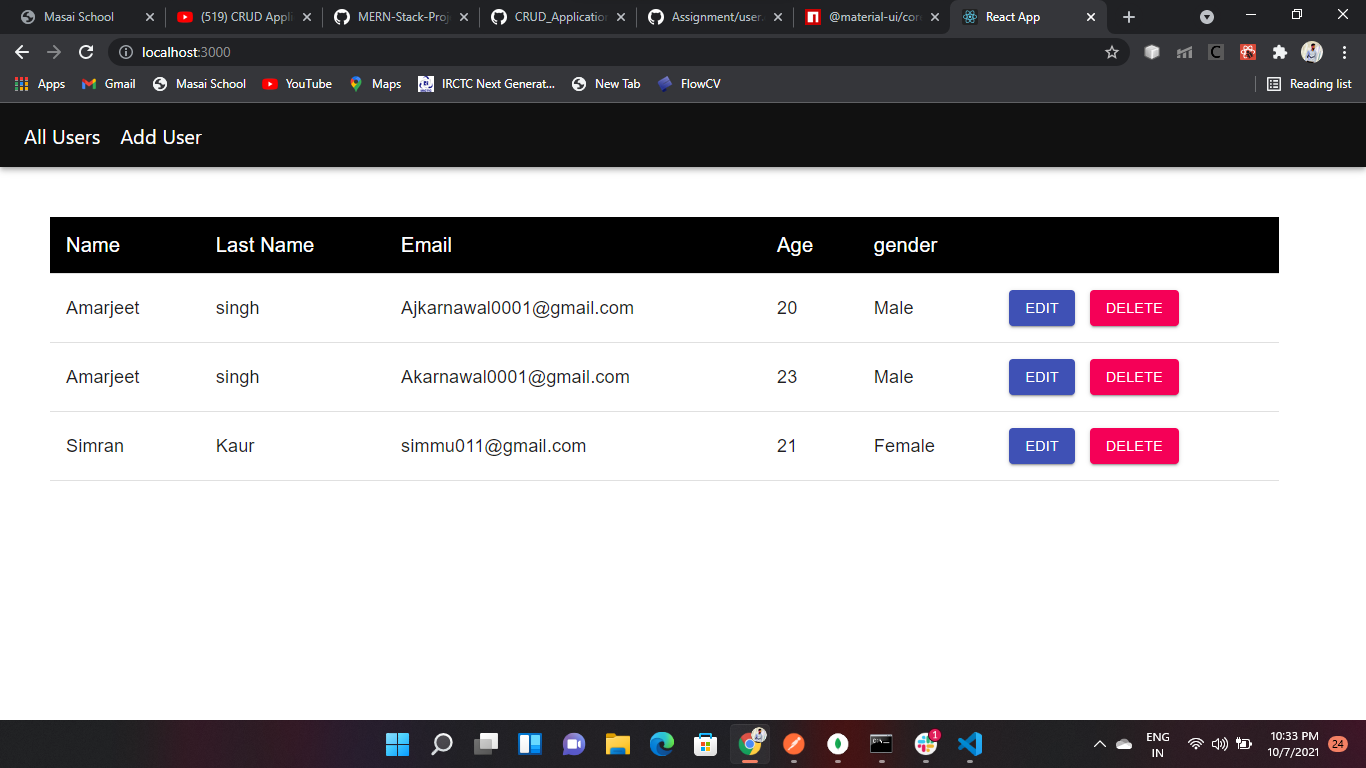 Masai School
(519) CRUD Appli
MERN-Stack-Proj
CRUD_Application
Assignment/user.
@material-ui/cor
React App
localhost:3000
Apps Gmail Masai School YouTube Maps IRCTC Next Generat... New Tab FlowCV Reading list
All Users Add User
Name Last Name Email Age gender
Amarjeet singh Ajkarnawal0001@gmail.com 20 Male EDIT DELETE
Amarjeet singh Akarnawal0001@gmail.com 23 Male EDIT DELETE
Simran Kaur simmu011@gmail.com 21 Female EDIT DELETE
1
ENG
IN
10:33 PM
10/7/2021
24